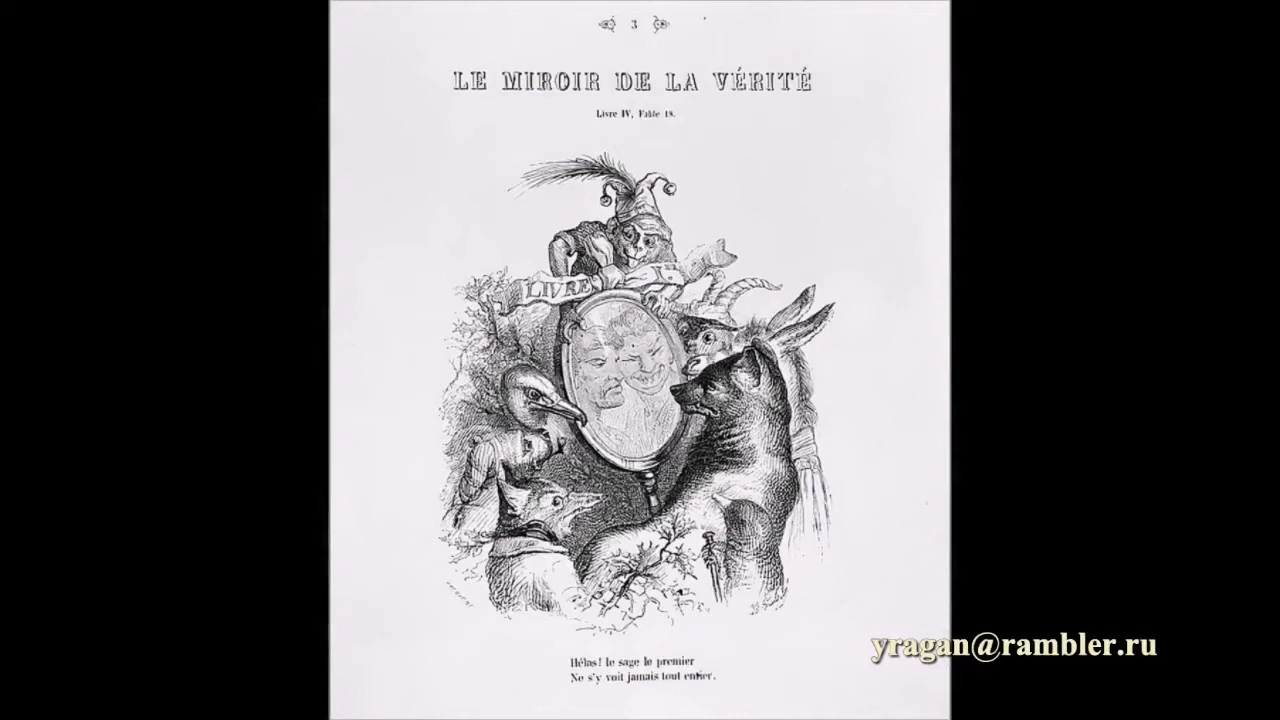 3
LE MIROIR DE LA VÉRITÉ
Livre IV, Fable 18.
LIVRE I.
Hélas! le sage le premier
Ne s'y voit jamais tout entier.
yragan@rambler.ru